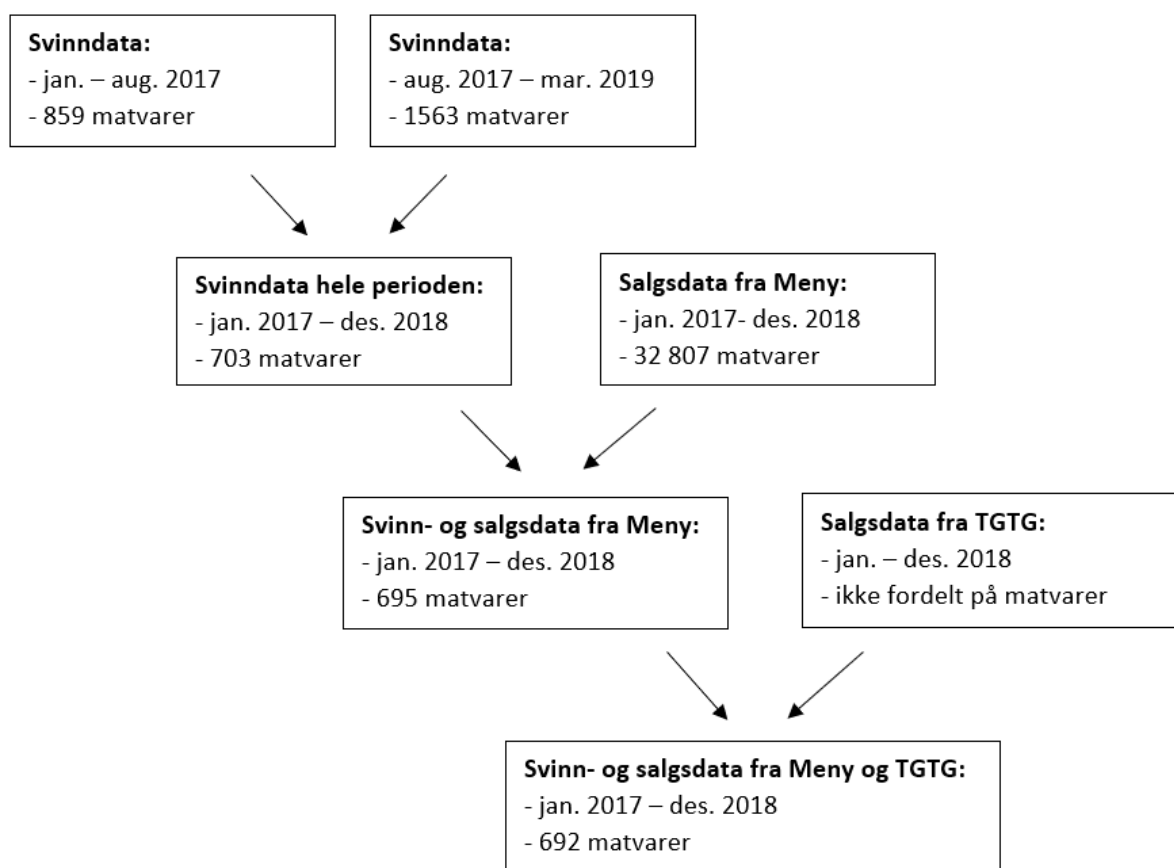 Svinndata:
- jan. – aug. 2017
- 859 matvarer
Svinndata:
- aug. 2017 – mar. 2019
- 1563 matvarer
Svinndata hele perioden:
- jan. 2017 – des. 2018
- 703 matvarer
Salgsdata fra Meny:
- jan. 2017- des. 2018
- 32 807 matvarer
Svinn- og salgsdata fra Meny:
- jan. 2017 – des. 2018
- 695 matvarer
Salgsdata fra TGTG:
- jan. – des. 2018
- ikke fordelt på matvarer
Svinn- og salgsdata fra Meny og TGTG:
- jan. 2017 – des. 2018
- 692 matvarer